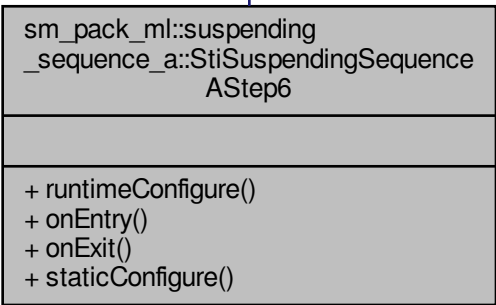 sm_pack_ml::suspending
_sequence_a::StiSuspendingSequence
AStep6
+ runtimeConfigure()
+ onEntry()
+ onExit()
+ staticConfigure()